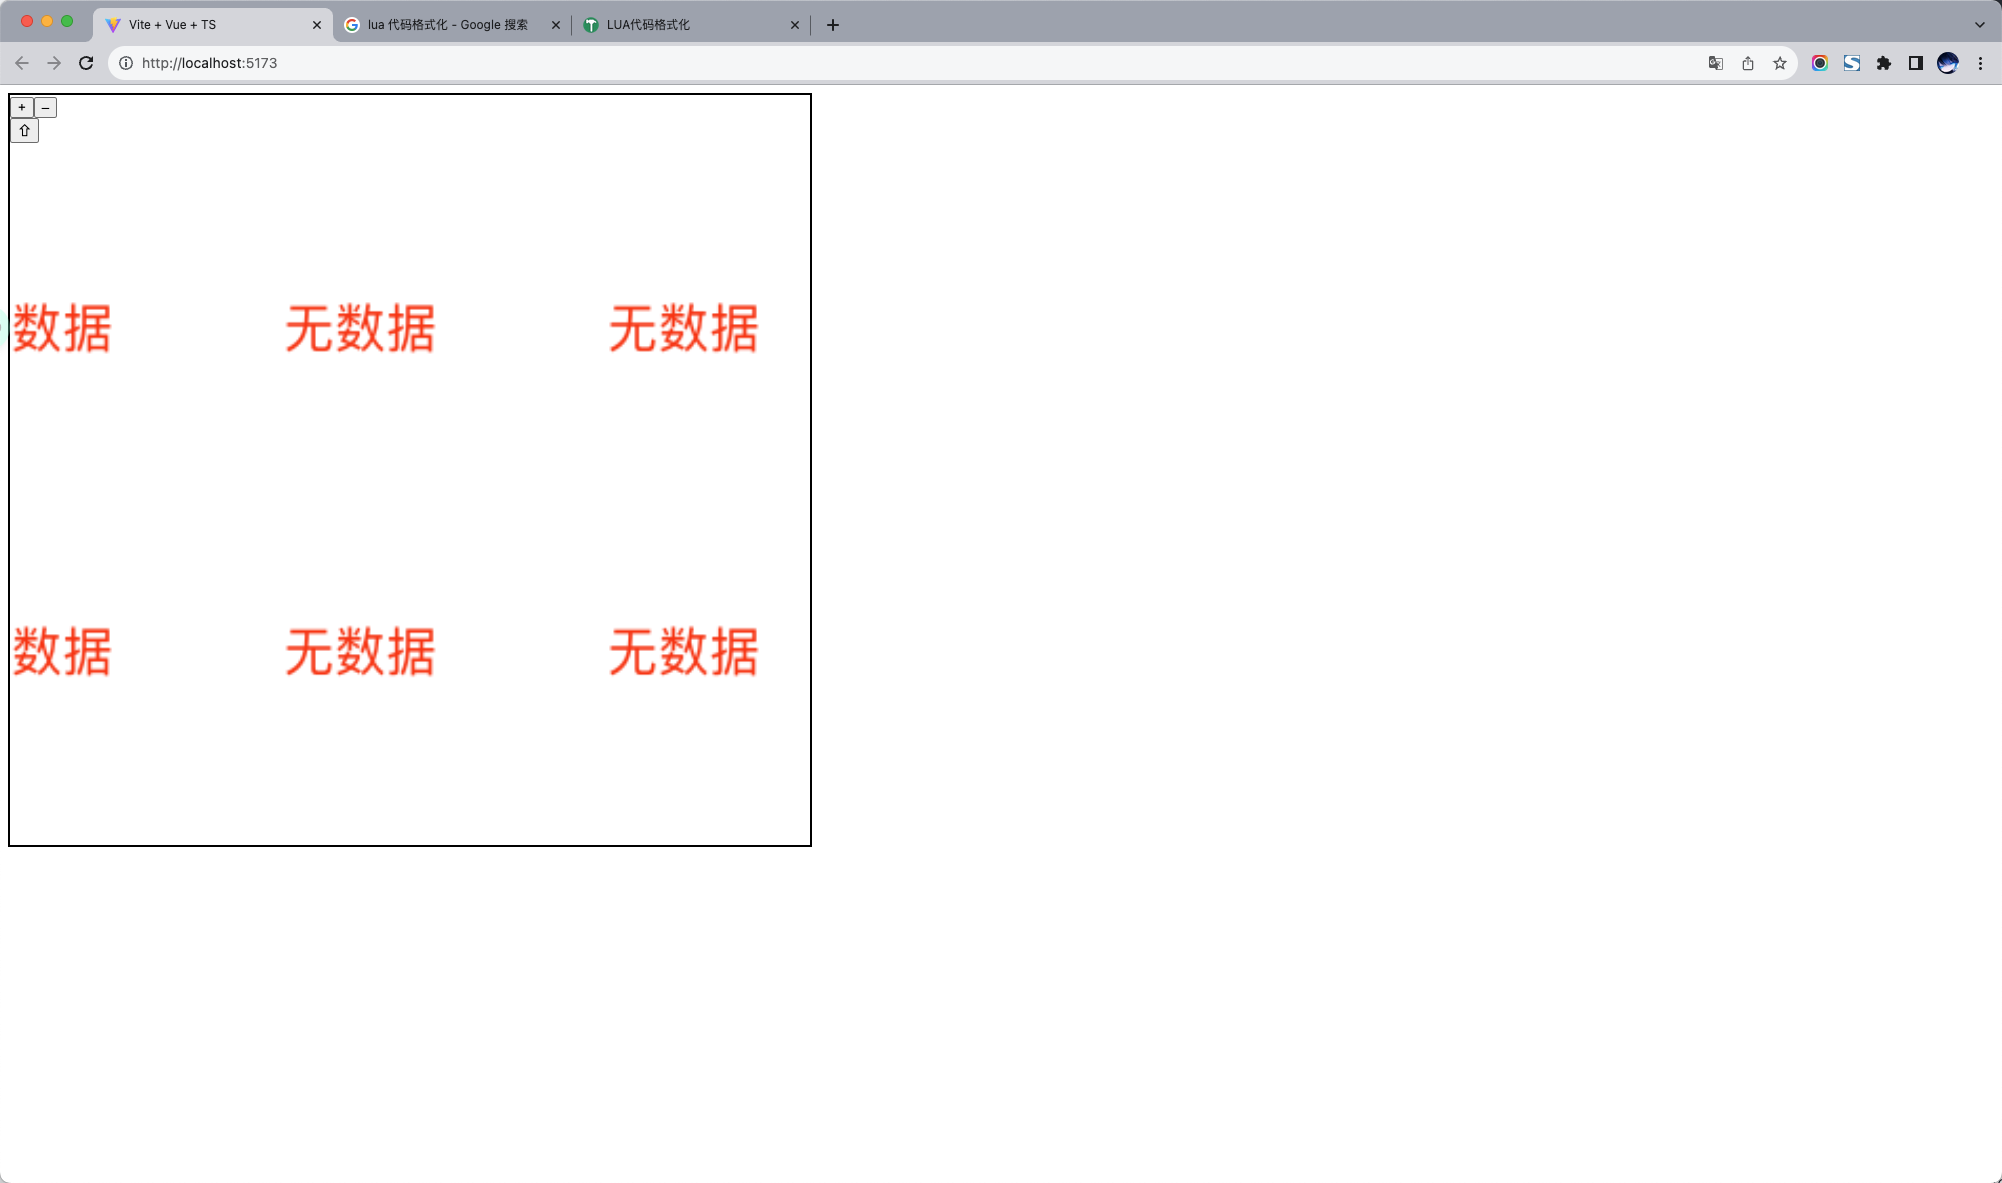 Vite + Vue + TS
lua 代码格式化 - Google 搜索
LUA代码格式化
http://localhost:5173
+ –
⇧
数据 无数据 无数据
数据 无数据 无数据